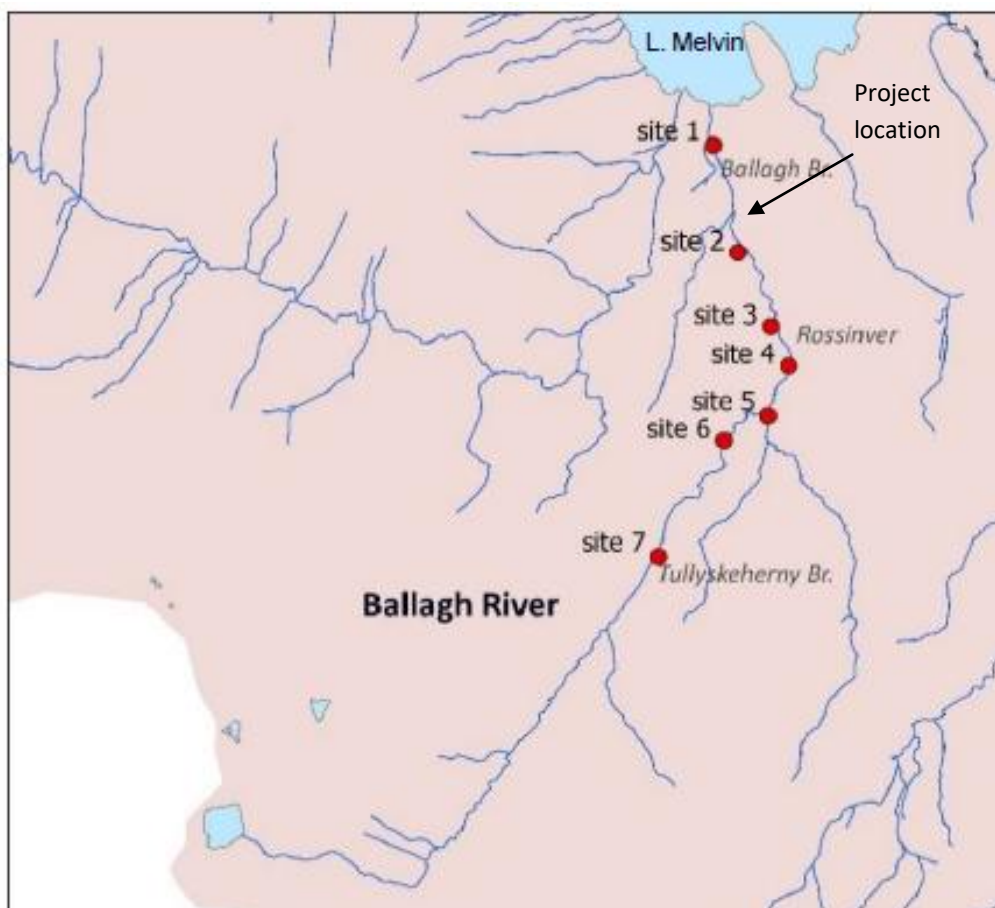 L. Melvin
Project
location
site 1
Ballagh Br.
site 2
site 3
Rossinver
site 4
site 5
site 6
site 7
Tullyskeherny Br.
Ballagh River